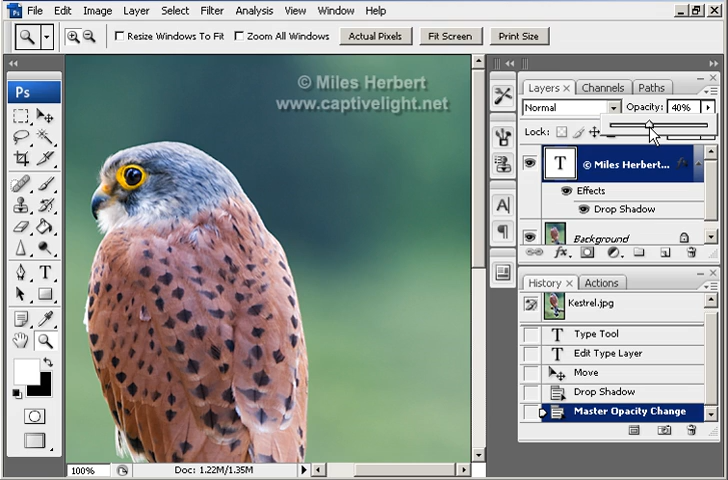 File Edit Image Layer Select Filter Analysis View Window Help
Resize Windows To Fit Zoom All Windows Actual Pixels Fit Screen Print Size
Ps
© Miles Herbert
www.captivelight.net
Layers × Channels Paths
Normal Opacity: 40%
Lock:
T © Miles Herbert... fx
Effects
Drop Shadow
Background
History × Actions
Kestrel.jpg
Type Tool
Edit Type Layer
Move
Drop Shadow
Master Opacity Change
100% Doc: 1.22M/1.35M